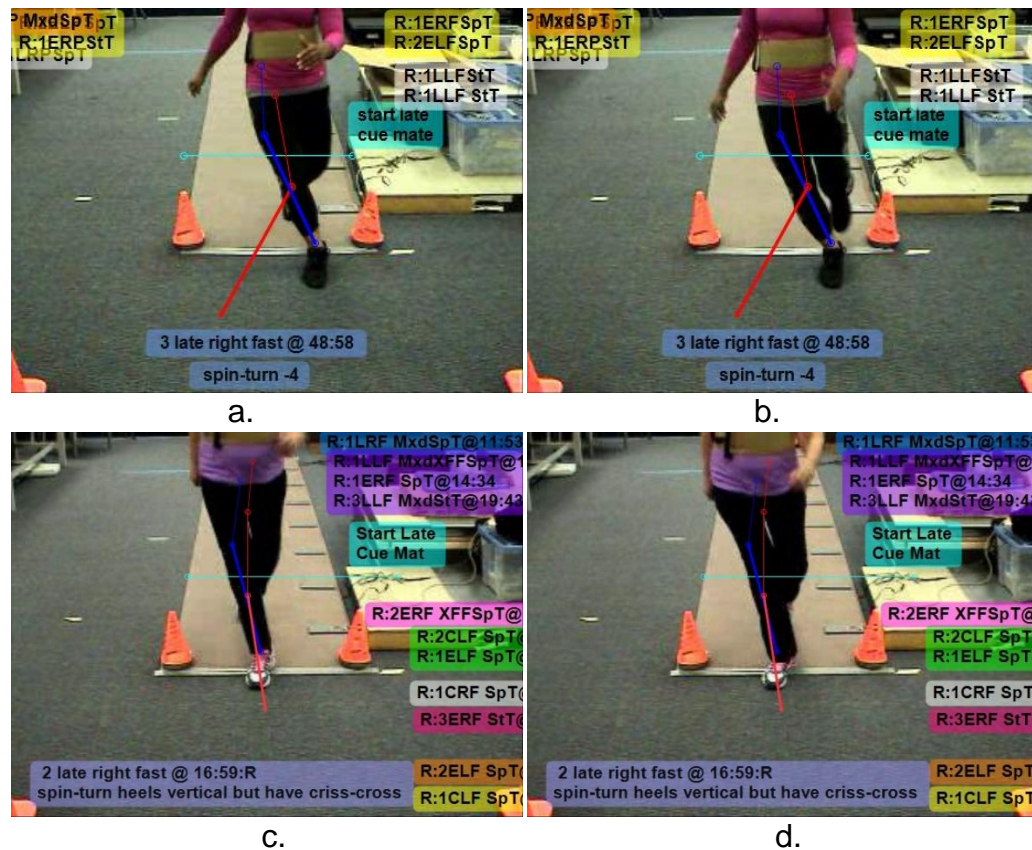 MxdSpT
R:1ERPStT
R:1ERFSpT
R:2ELFSpT
R:1LLFStT
R:1LLF StT
start late
cue mate
3 late right fast @ 48:58
spin-turn -4
a.
MxdSpT
R:1ERPStT
R:1ERFSpT
R:2ELFSpT
R:1LLFStT
R:1LLF StT
start late
cue mate
3 late right fast @ 48:58
spin-turn -4
b.
R:1LRF MxdSpT@11:53
R:1LLF MxdXFFSpT@1
R:1ERF SpT@14:34
R:3LLF MxdStT@19:43
Start Late
Cue Mat
R:2ERF XFFSpT@
R:2CLF SpT@
R:1ELF SpT@
R:1CRF SpT@
R:3ERF StT@
2 late right fast @ 16:59:R
spin-turn heels vertical but have criss-cross
R:2ELF SpT@
R:1CLF SpT
c.
R:1LRF MxdSpT@11:5
R:1LLF MxdXFFSpT@
R:1ERF SpT@14:34
R:3LLF MxdStT@19:4
Start Late
Cue Mat
R:2ERF XFFSpT@
R:2CLF SpT
R:1ELF SpT
R:1CRF SpT
R:3ERF StT
2 late right fast @ 16:59:R
spin-turn heels vertical but have criss-cross
R:2ELF SpT
R:1CLF SpT
d.